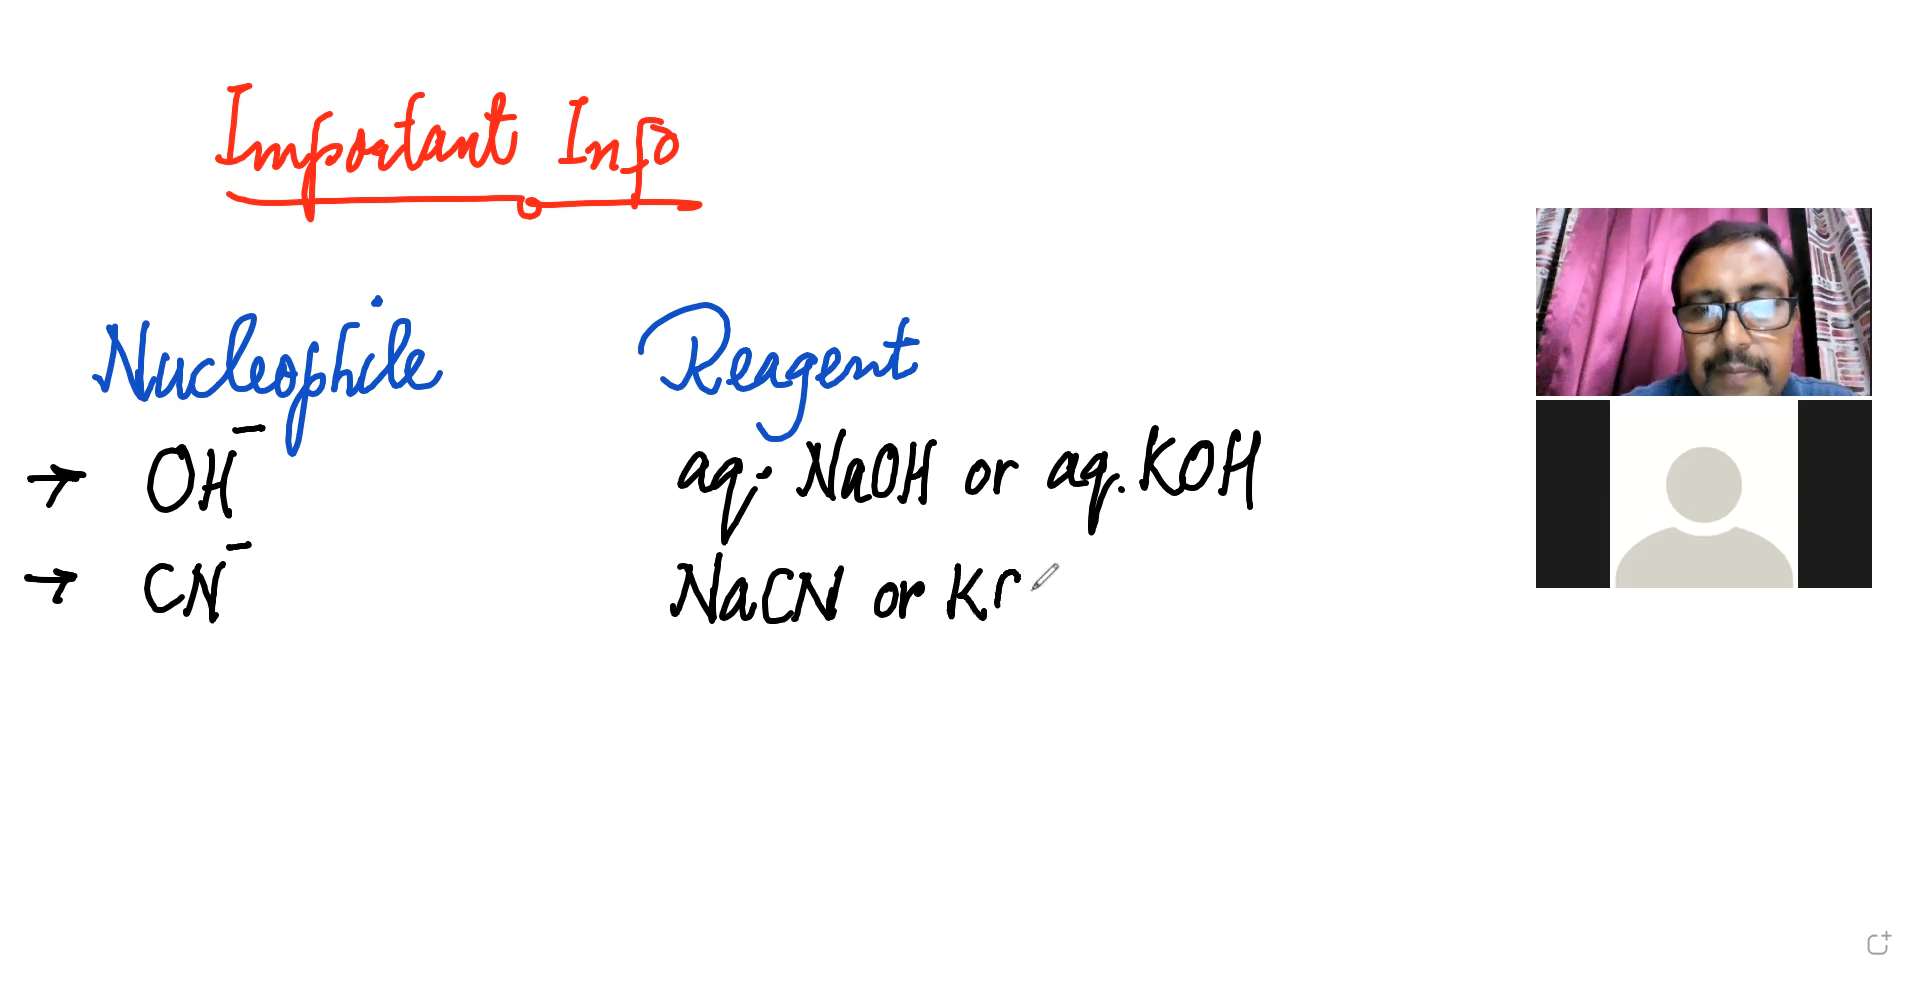 Important Info
Nucleophile Reagent
→ OH⁻ aq. NaOH or aq. KOH
→ CN⁻ NaCN or K